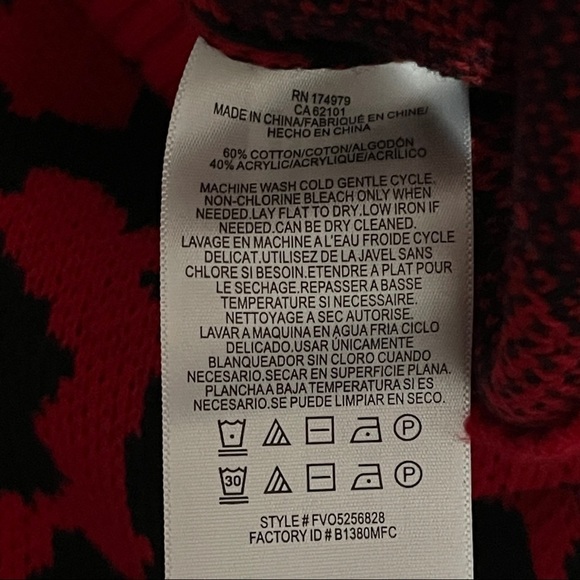 RN 174979
CA 62101
MADE IN CHINA/FABRIQUÉ EN CHINE/
HECHO EN CHINA
60% COTTON/COTON/ALGODÓN
40% ACRYLIC/ACRYLIQUE/ACRÍLICO
MACHINE WASH COLD GENTLE CYCLE.
NON-CHLORINE BLEACH ONLY WHEN
NEEDED.LAY FLAT TO DRY.LOW IRON IF
NEEDED.CAN BE DRY CLEANED.
LAVAGE EN MACHINE A L'EAU FROIDE CYCLE
DELICAT.UTILISEZ DE LA JAVEL SANS
CHLORE SI BESOIN.ETENDRE A PLAT POUR
LE SECHAGE.REPASSER A BASSE
TEMPERATURE SI NECESSAIRE.
NETTOYAGE A SEC AUTORISE.
LAVAR A MAQUINA EN AGUA FRIA CICLO
DELICADO.USAR ÚNICAMENTE
BLANQUEADOR SIN CLORO CUANDO
NECESARIO.SECAR EN SUPERFICIE PLANA.
PLANCHA A BAJA TEMPERATURA SI ES
NECESARIO.SE PUEDE LIMPIAR EN SECO.
P
30 P
STYLE # FVO5256828
FACTORY ID # B1380MFC